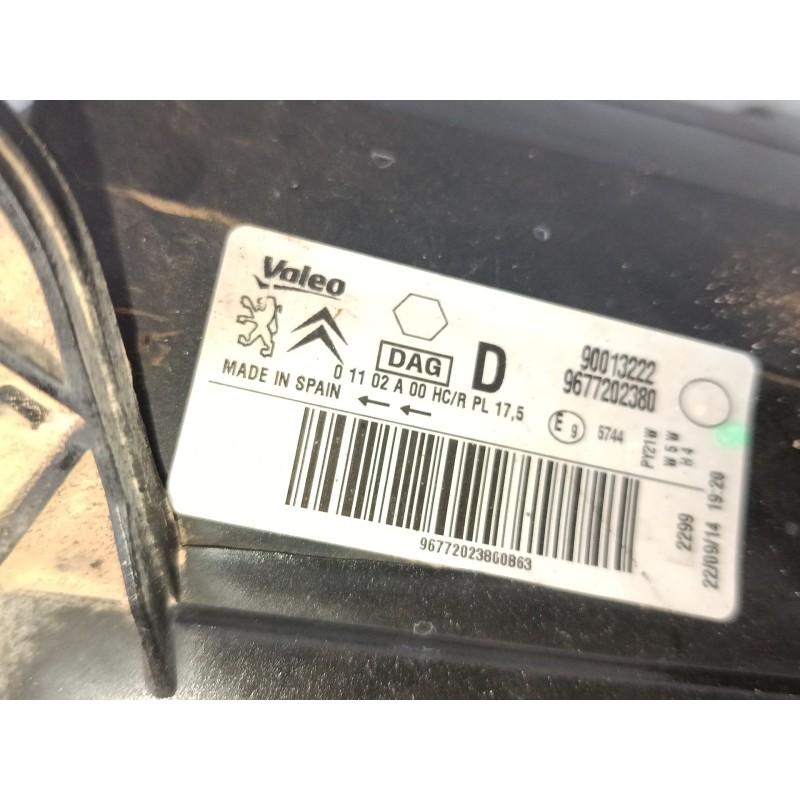 Valeo
DAG
D
90013222
9677202380
MADE IN SPAIN
0 11 02 A 00 HC/R PL 17,5
E 9
5744
PY21W
W5W
H4
2299
22/09/14 19:20